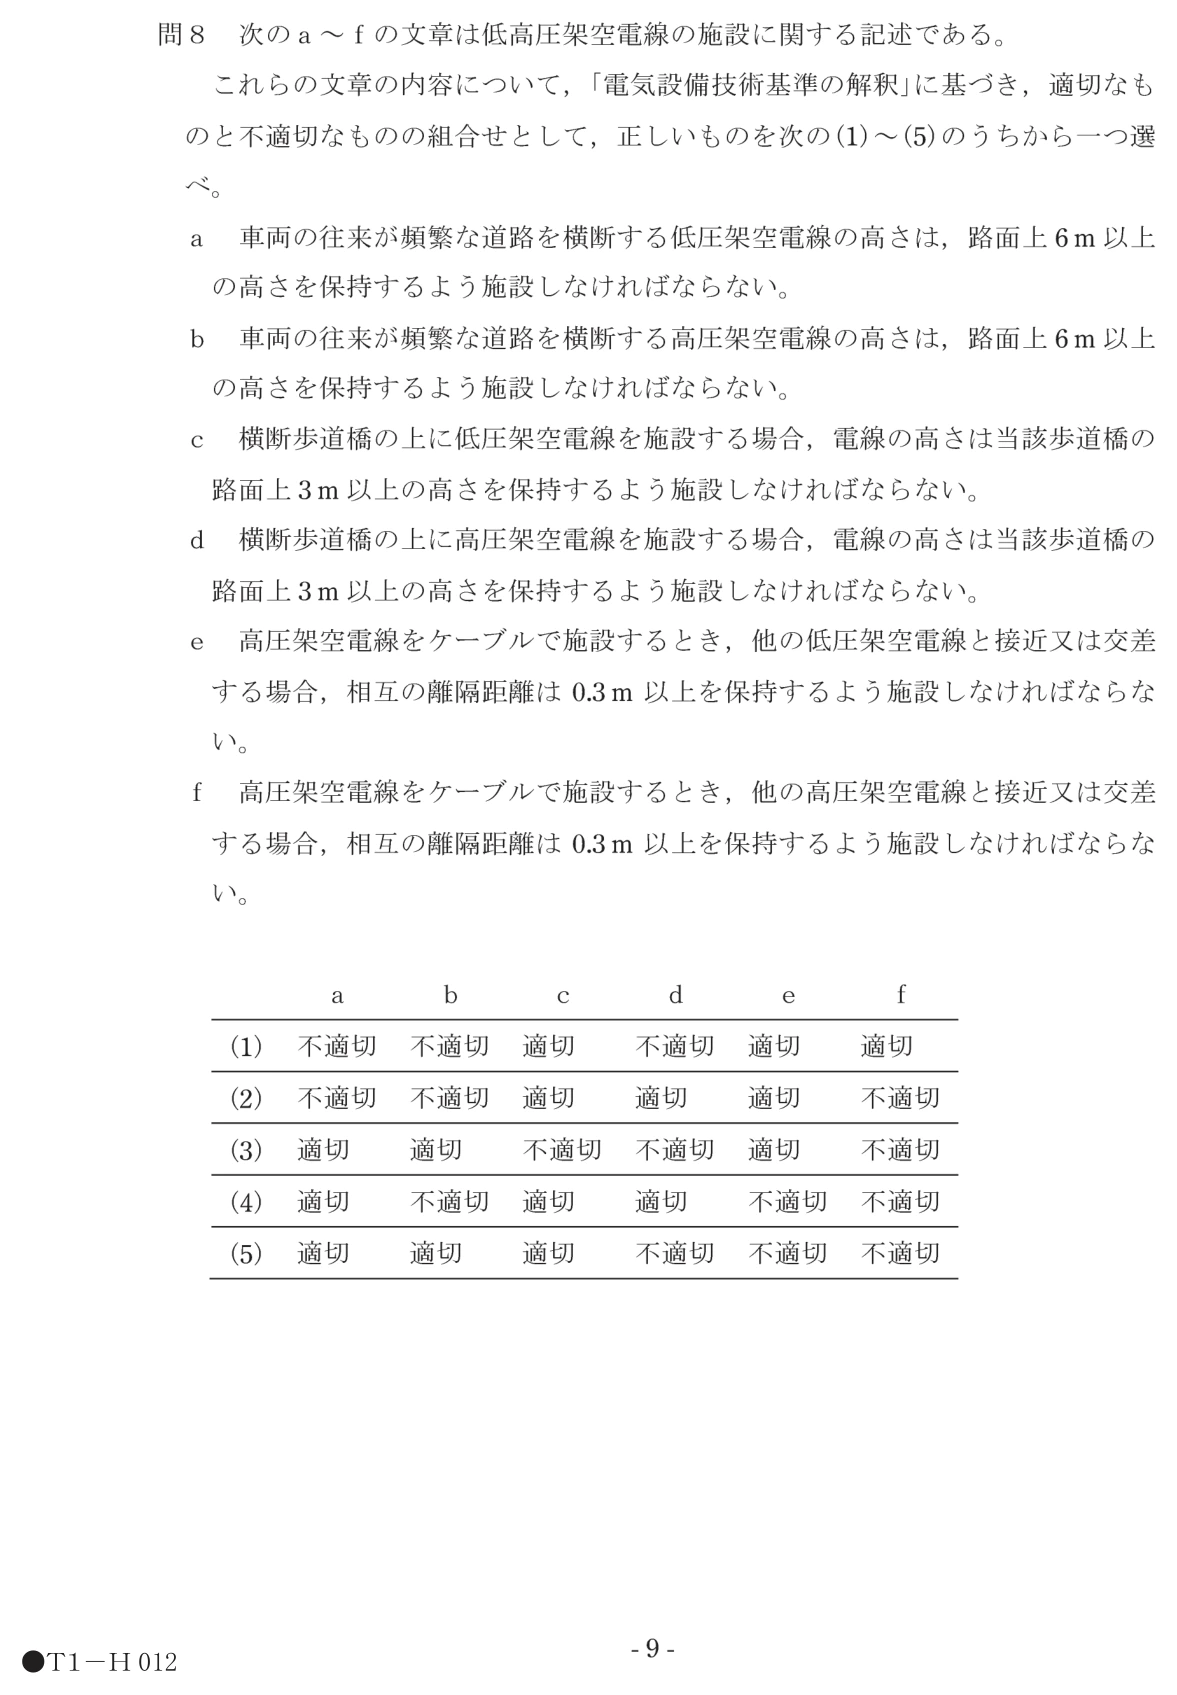 問８　次のａ～ｆの文章は低高圧架空電線の施設に関する記述である。
これらの文章の内容について，「電気設備技術基準の解釈」に基づき，適切なも
のと不適切なものの組合せとして，正しいものを次の(1)～(5)のうちから一つ選
べ。
a　車両の往来が頻繁な道路を横断する低圧架空電線の高さは，路面上 6 m 以上
の高さを保持するよう施設しなければならない。
b　車両の往来が頻繁な道路を横断する高圧架空電線の高さは，路面上 6 m 以上
の高さを保持するよう施設しなければならない。
c　横断歩道橋の上に低圧架空電線を施設する場合，電線の高さは当該歩道橋の
路面上 3 m 以上の高さを保持するよう施設しなければならない。
d　横断歩道橋の上に高圧架空電線を施設する場合，電線の高さは当該歩道橋の
路面上 3 m 以上の高さを保持するよう施設しなければならない。
e　高圧架空電線をケーブルで施設するとき，他の低圧架空電線と接近又は交差
する場合，相互の離隔距離は 0.3 m 以上を保持するよう施設しなければならな
い。
f　高圧架空電線をケーブルで施設するとき，他の高圧架空電線と接近又は交差
する場合，相互の離隔距離は 0.3 m 以上を保持するよう施設しなければならな
い。
a b c d e f
(1) 不適切 不適切 適切 不適切 適切 適切
(2) 不適切 不適切 適切 適切 適切 不適切
(3) 適切 適切 不適切 不適切 適切 不適切
(4) 適切 不適切 適切 適切 不適切 不適切
(5) 適切 適切 適切 不適切 不適切 不適切
- 9 -
●T1－H 012